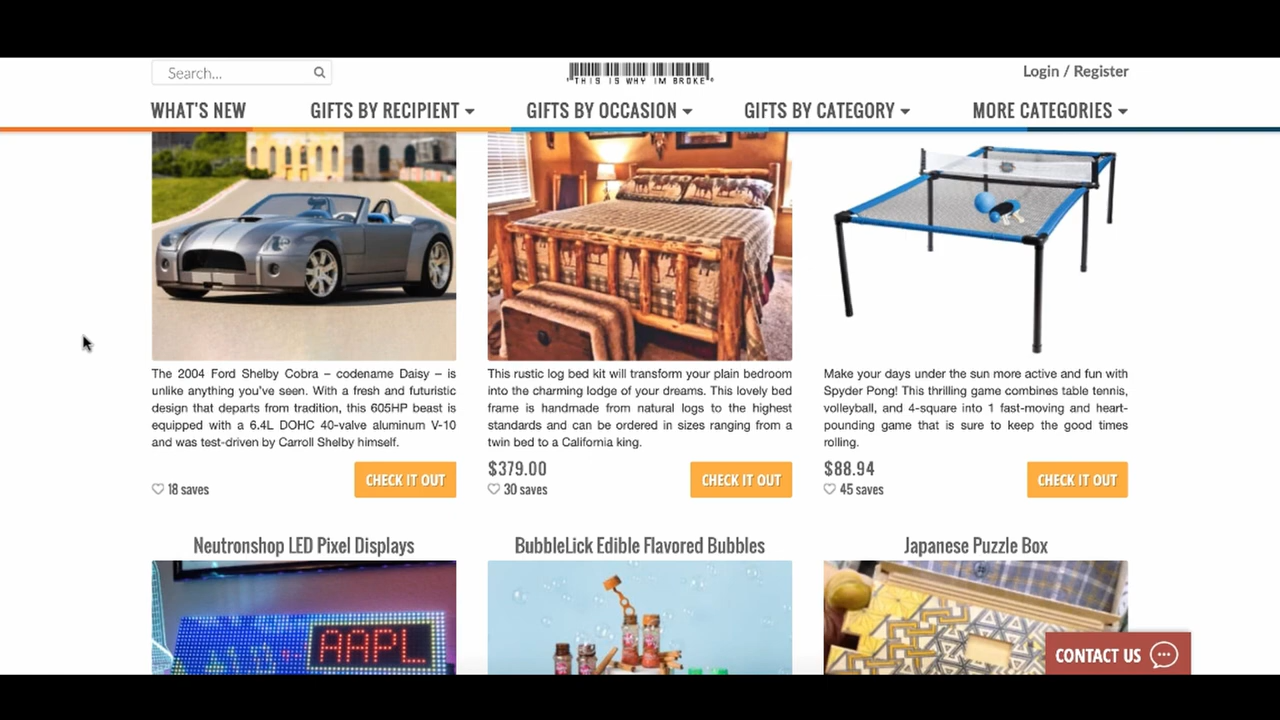 Search...
"THIS IS WHY IM BROKE"
Login / Register
WHAT'S NEW
GIFTS BY RECIPIENT
GIFTS BY OCCASION
GIFTS BY CATEGORY
MORE CATEGORIES
The 2004 Ford Shelby Cobra – codename Daisy – is
unlike anything you've seen. With a fresh and futuristic
design that departs from tradition, this 605HP beast is
equipped with a 6.4L DOHC 40-valve aluminum V-10
and was test-driven by Carroll Shelby himself.
18 saves
CHECK IT OUT
This rustic log bed kit will transform your plain bedroom
into the charming lodge of your dreams. This lovely bed
frame is handmade from natural logs to the highest
standards and can be ordered in sizes ranging from a
twin bed to a California king.
$379.00
30 saves
CHECK IT OUT
Make your days under the sun more active and fun with
Spyder Pong! This thrilling game combines table tennis,
volleyball, and 4-square into 1 fast-moving and heart-
pounding game that is sure to keep the good times
rolling.
$88.94
45 saves
CHECK IT OUT
Neutronshop LED Pixel Displays
AAPL
BubbleLick Edible Flavored Bubbles
Japanese Puzzle Box
CONTACT US